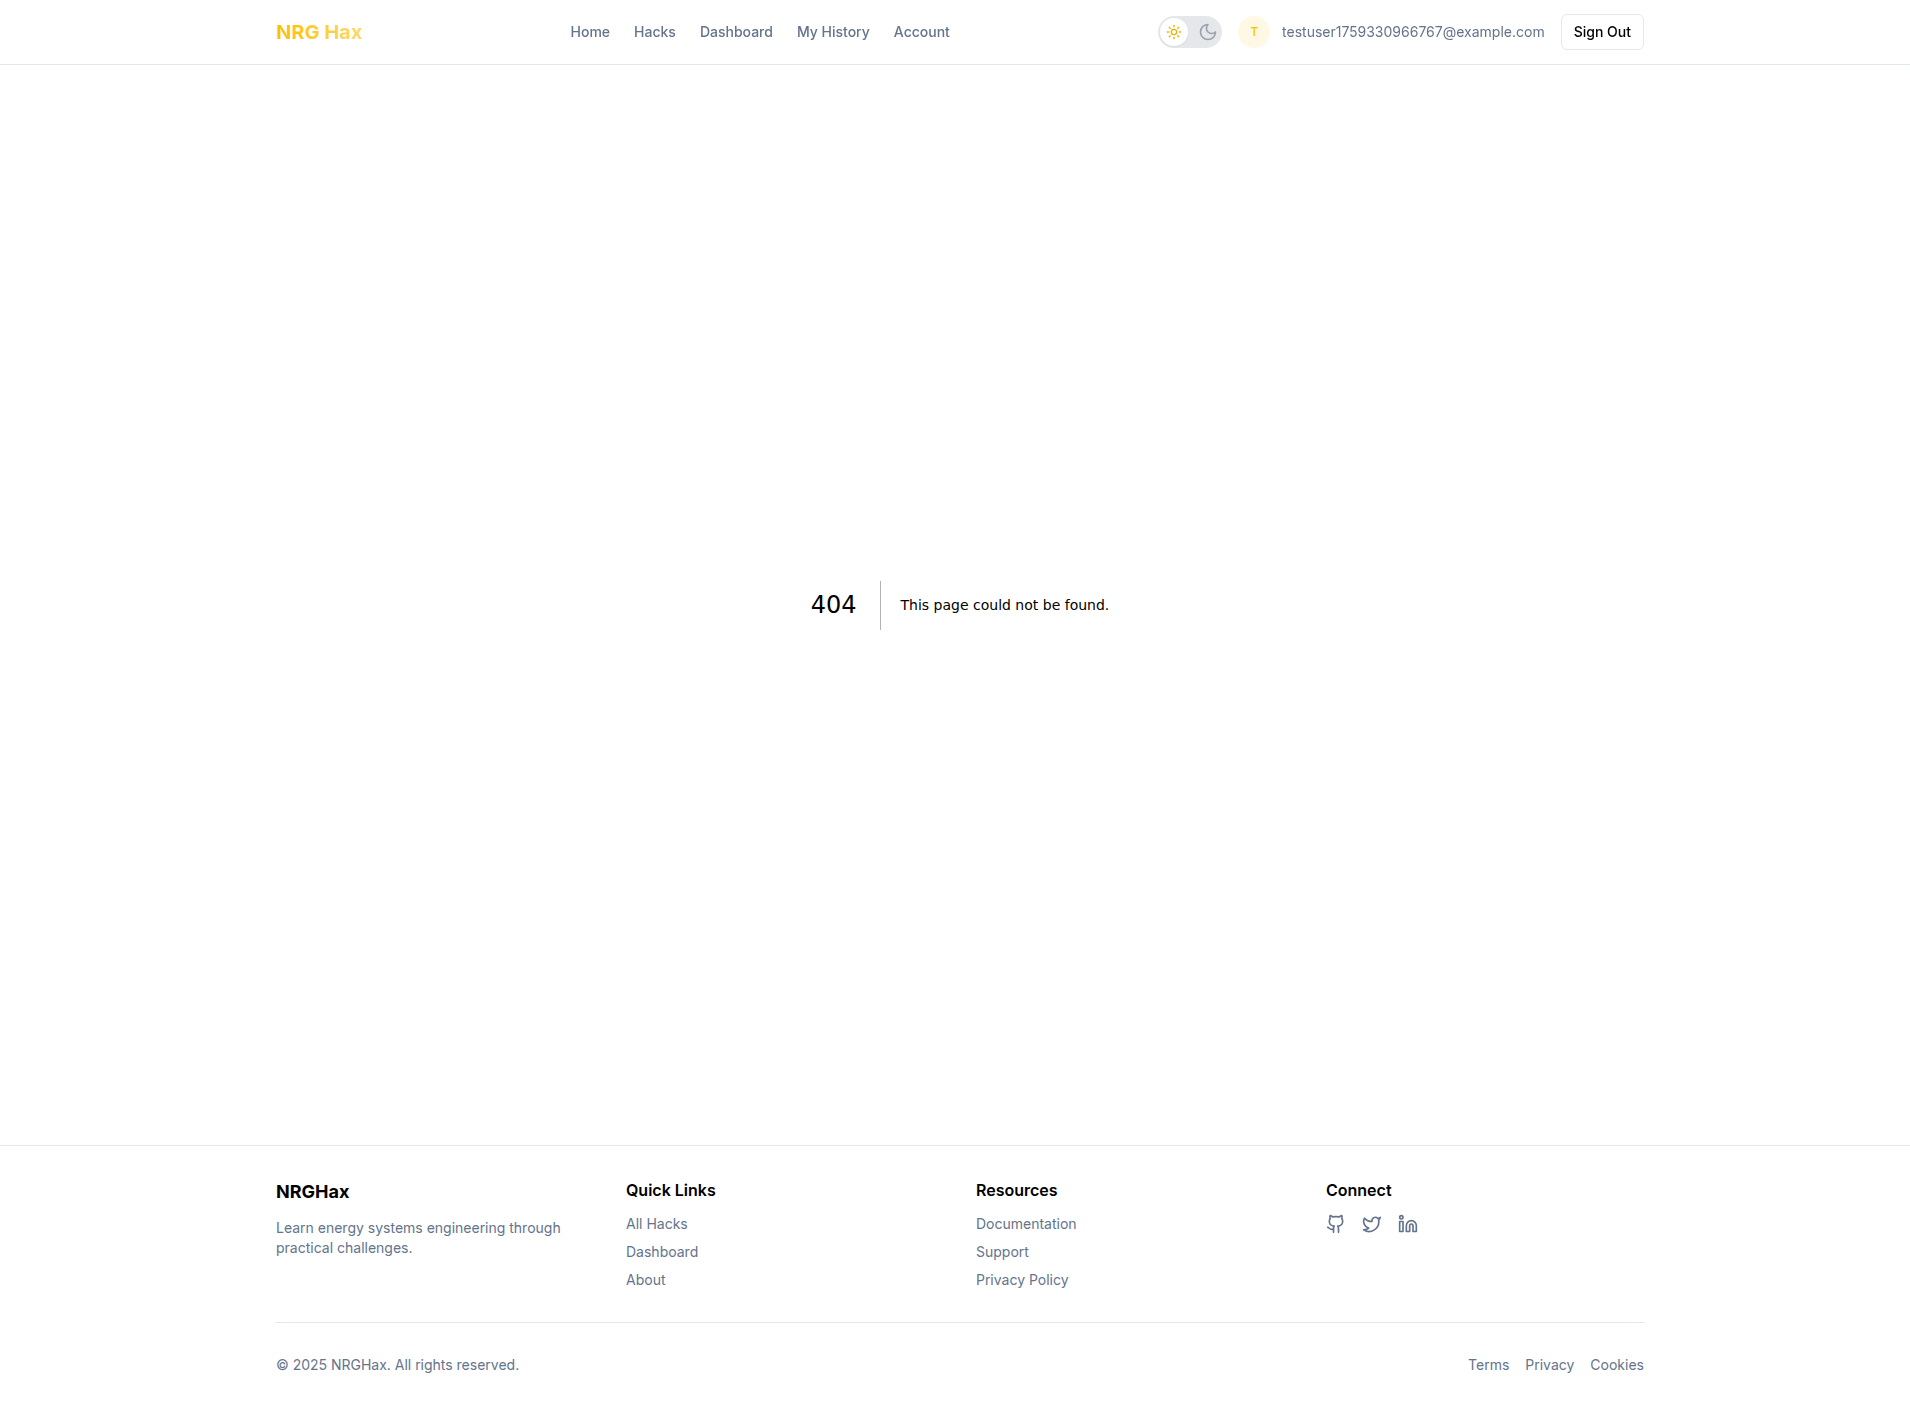 NRG Hax
Home
Hacks
Dashboard
My History
Account
T
testuser1759330966767@example.com
Sign Out
404
This page could not be found.
NRGHax
Learn energy systems engineering through
practical challenges.
Quick Links
All Hacks
Dashboard
About
Resources
Documentation
Support
Privacy Policy
Connect
© 2025 NRGHax. All rights reserved.
Terms
Privacy
Cookies